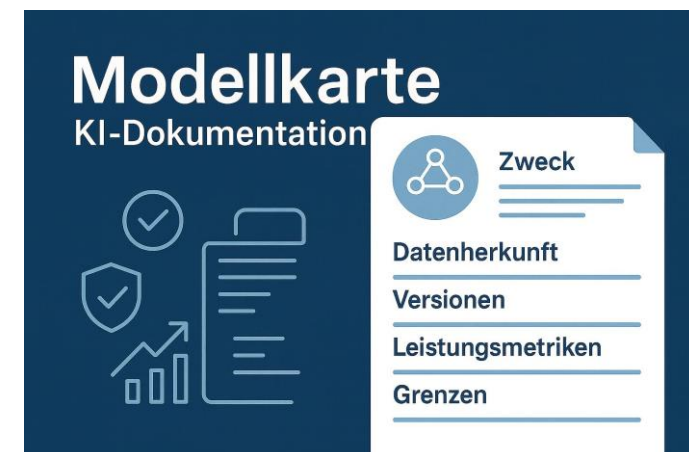 Modellkarte
KI-Dokumentation
Zweck
Datenherkunft
Versionen
Leistungsmetriken
Grenzen